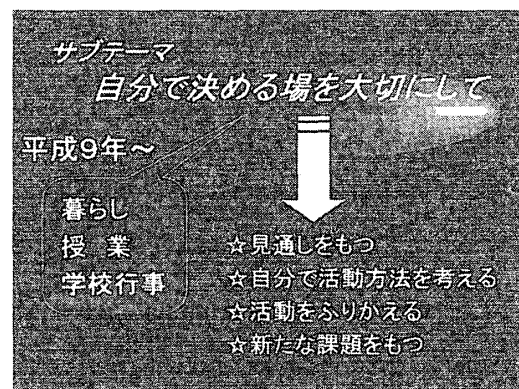 サブテーマ
自分で決める場を大切にして
平成9年～
暮らし
授 業
学校行事
☆見通しをもつ
☆自分で活動方法を考える
☆活動をふりかえる
☆新たな課題をもつ